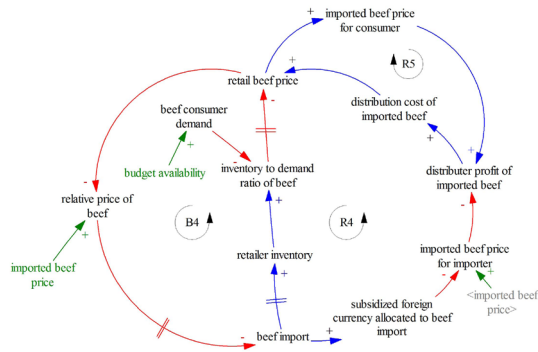 imported beef price
for consumer
+
+
R5
+
retail beef price
-
distribution cost of
imported beef
beef consumer
demand
+
+
+
budget availability
-
inventory to demand
ratio of beef
distributer profit of
imported beef
-
relative price of
beef
+
-
B4
R4
+
imported beef price
for importer
imported beef
price
retailer inventory
-
+
+
<imported beef
price>
subsidized foreign
currency allocated to beef
import
-
beef import
+